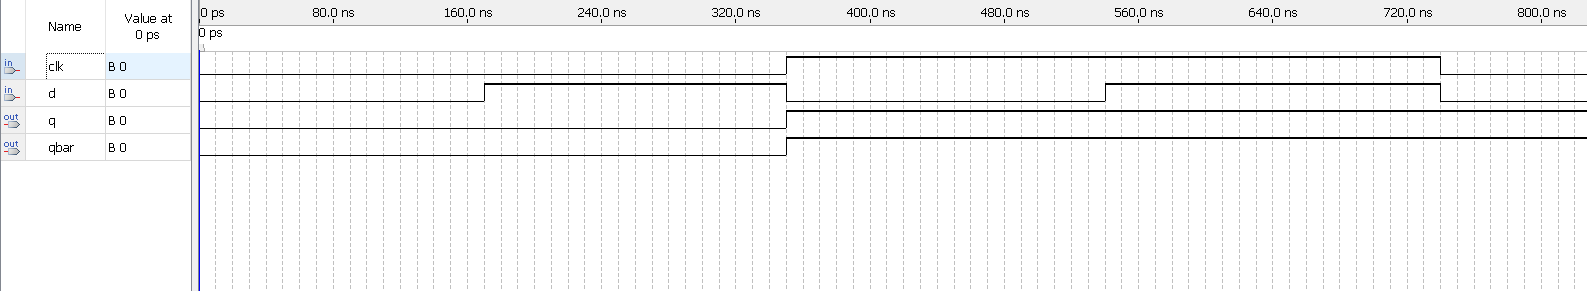 Name
Value at
0 ps
0 ps 80.0 ns 160.0 ns 240.0 ns 320.0 ns 400.0 ns 480.0 ns 560.0 ns 640.0 ns 720.0 ns 800.0 ns
0 ps
in clk B 0
in d B 0
out q B 0
out qbar B 0